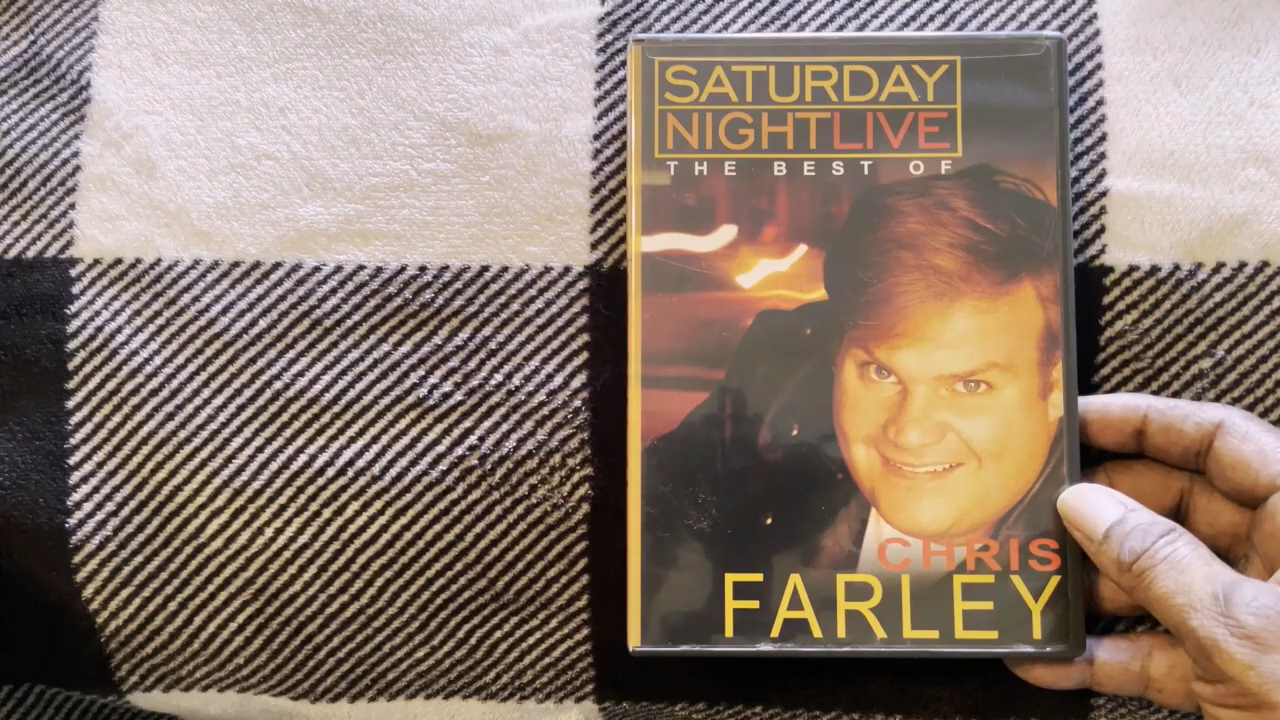 SATURDAY
NIGHTLIVE
THE BEST OF
CHRIS
FARLEY